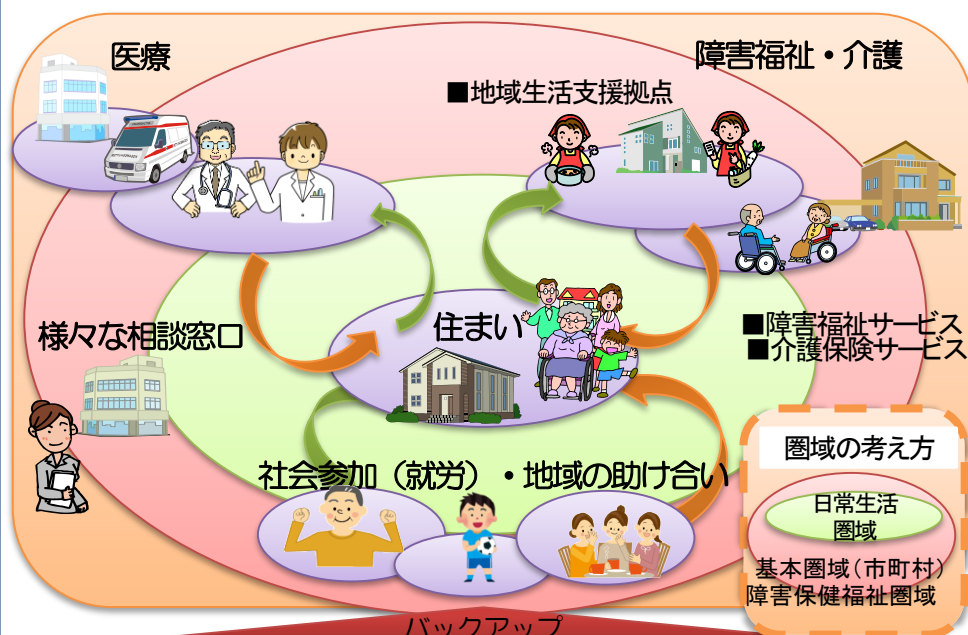 医療
障害福祉・介護
■地域生活支援拠点
様々な相談窓口
住まい
■障害福祉サービス
■介護保険サービス
社会参加（就労）・地域の助け合い
圏域の考え方
日常生活
圏域
基本圏域（市町村）
障害保健福祉圏域
バックアップ